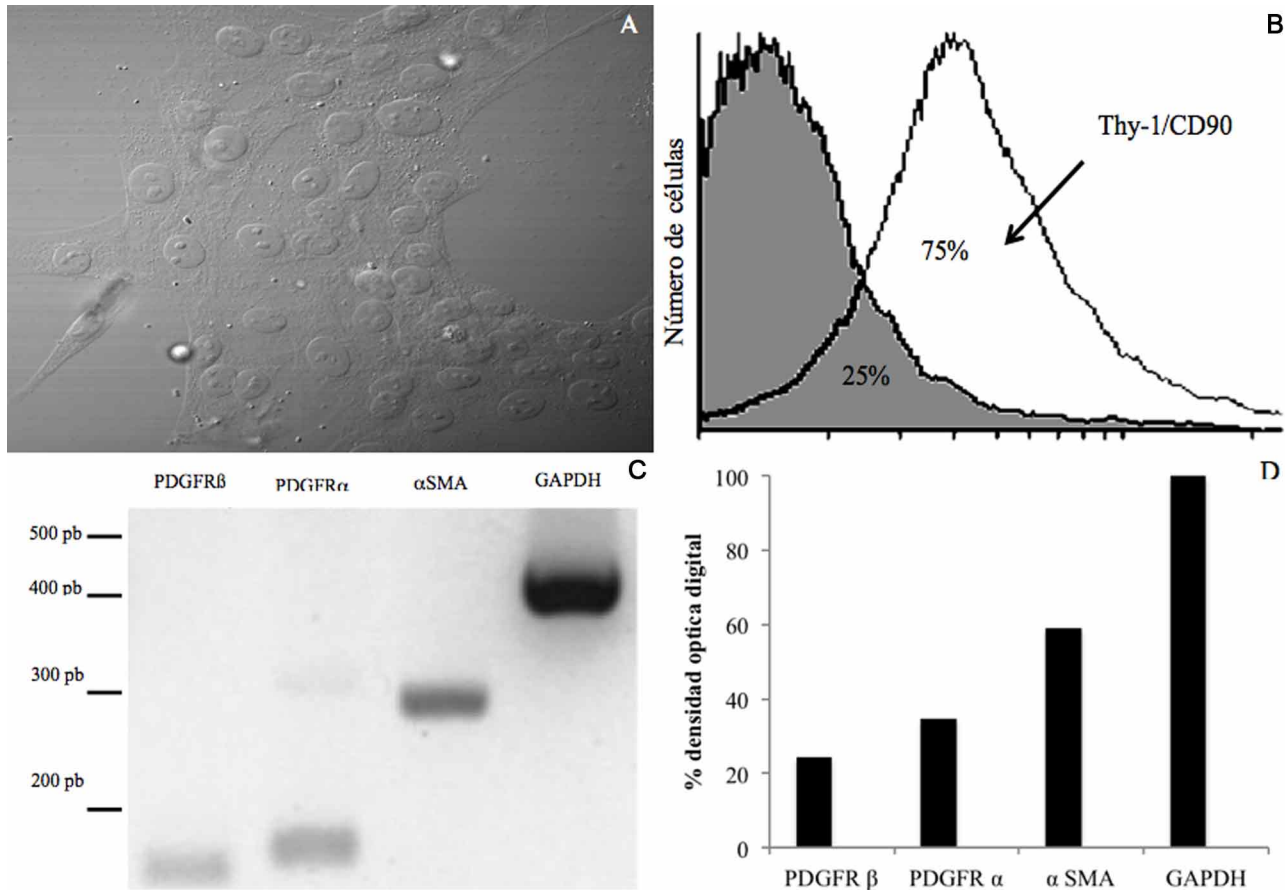 A
B
Número de células
Thy-1/CD90
75%
25%
C
PDGFRβ
PDGFRα
αSMA
GAPDH
500 pb
400 pb
300 pb
200 pb
D
% densidad optica digital
100
80
60
40
20
0
PDGFR β
PDGFR α
α SMA
GAPDH